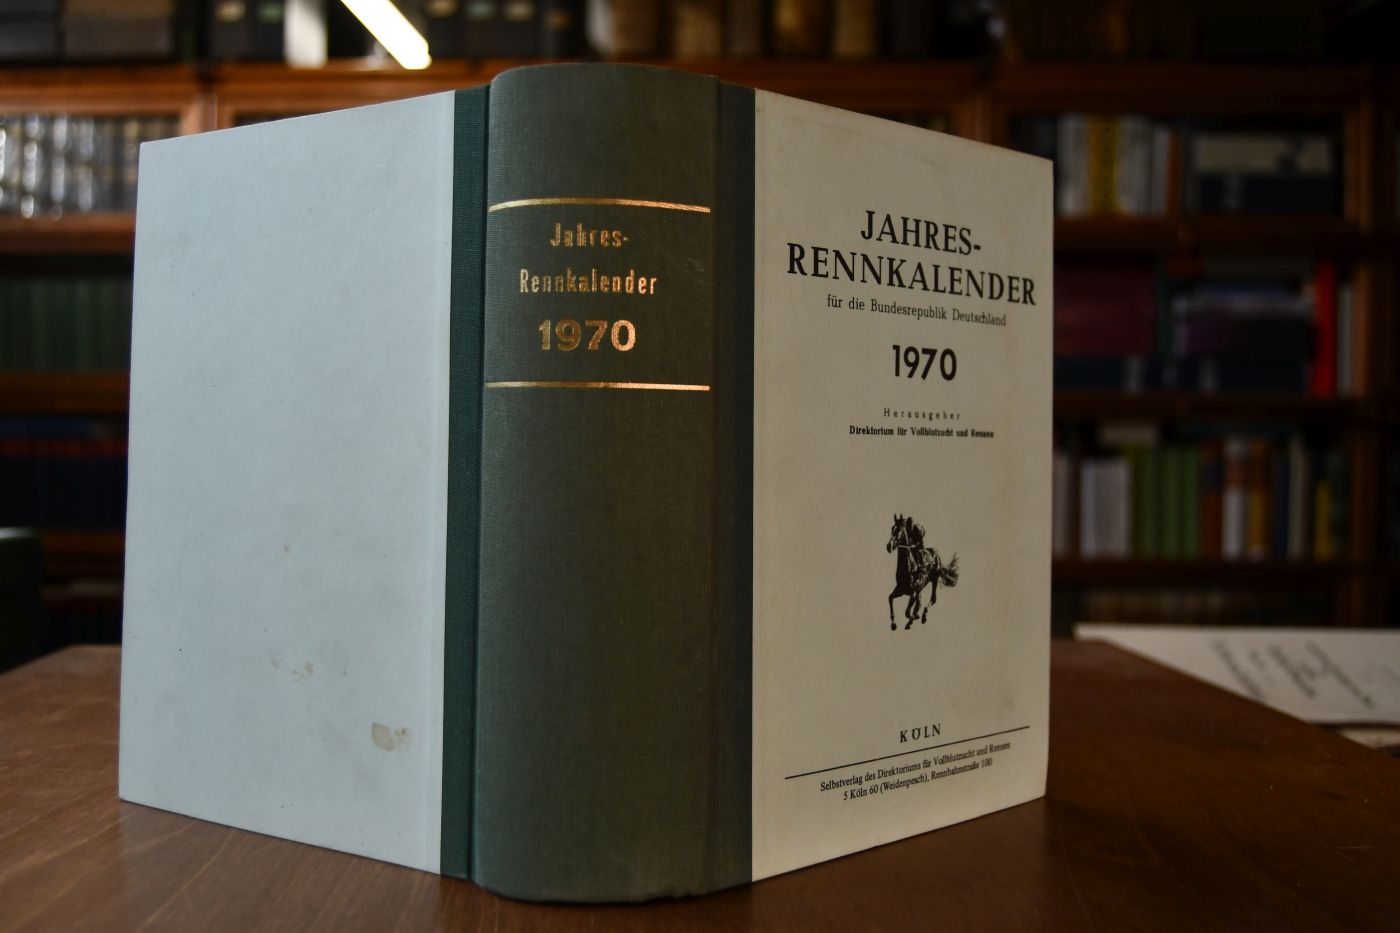 Jahres-
Rennkalender
1970
JAHRES-
RENNKALENDER
für die Bundesrepublik Deutschland
1970
Herausgeber
Direktorium für Vollblutzucht und Rennen
KÖLN
Selbstverlag des Direktoriums für Vollblutzucht und Rennen
5 Köln 60 (Weidenpesch), Rennbahnstraße 100